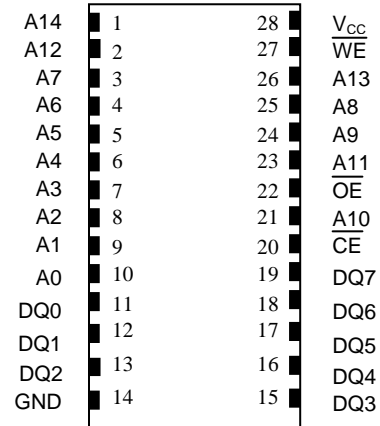 A14 1 28 VCC
A12 2 27 WE
A7 3 26 A13
A6 4 25 A8
A5 5 24 A9
A4 6 23 A11
A3 7 22 OE
A2 8 21 A10
A1 9 20 CE
A0 10 19 DQ7
DQ0 11 18 DQ6
DQ1 12 17 DQ5
DQ2 13 16 DQ4
GND 14 15 DQ3